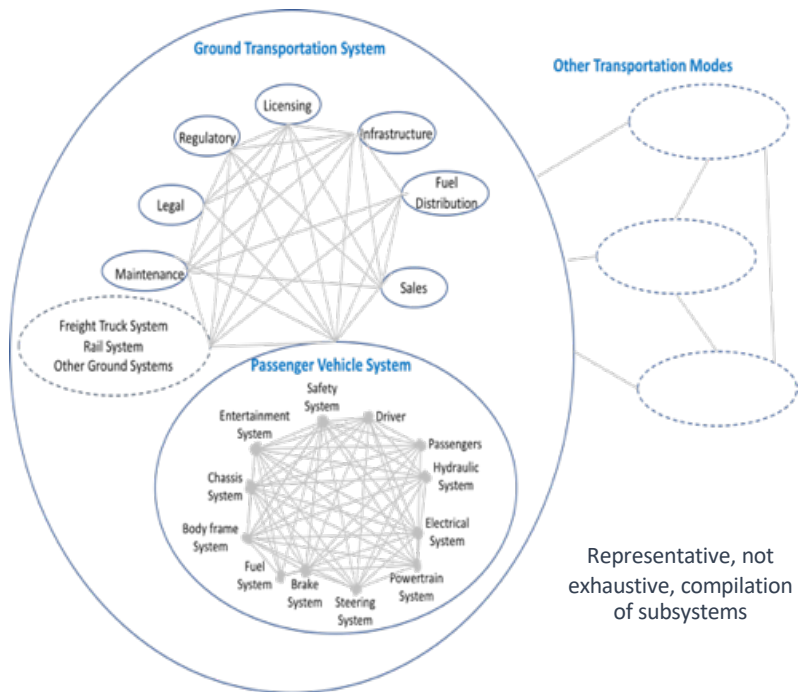 Ground Transportation System
Other Transportation Modes
Licensing
Regulatory
Infrastructure
Legal
Fuel
Distribution
Maintenance
Sales
Freight Truck System
Rail System
Other Ground Systems
Passenger Vehicle System
Safety
System
Driver
Entertainment
System
Passengers
Hydraulic
System
Chassis
System
Body frame
System
Electrical
System
Fuel
System
Brake
System
Steering
System
Powertrain
System
Representative, not
exhaustive, compilation
of subsystems